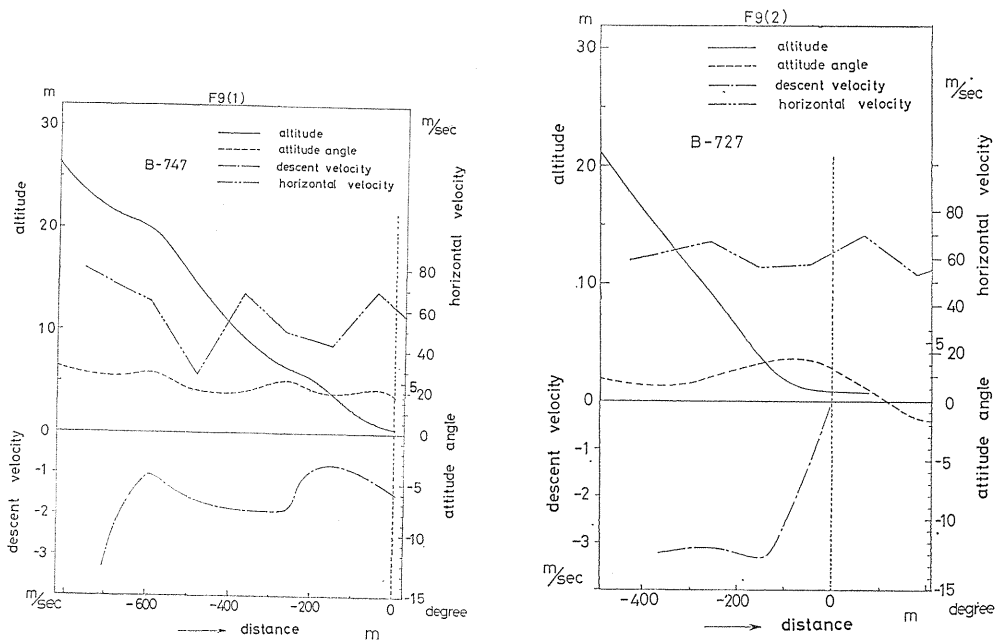 F9(1)
m
m/sec
30
20
10
0
-1
-2
-3
m/sec
altitude
descent velocity
altitude
attitude angle
descent velocity
horizontal velocity
B-747
80
60
40
5
20
0
-5
-10
-15
horizontal velocity
attitude angle
-600
-400
-200
0
degree
distance
m
F9(2)
m
m/sec
30
20
10
0
-1
-2
-3
m/sec
altitude
descent velocity
altitude
attitude angle
descent velocity
horizontal velocity
B-727
80
60
40
5
20
0
-5
-10
-15
horizontal velocity
attitude angle
-400
-200
0
m
degree
distance